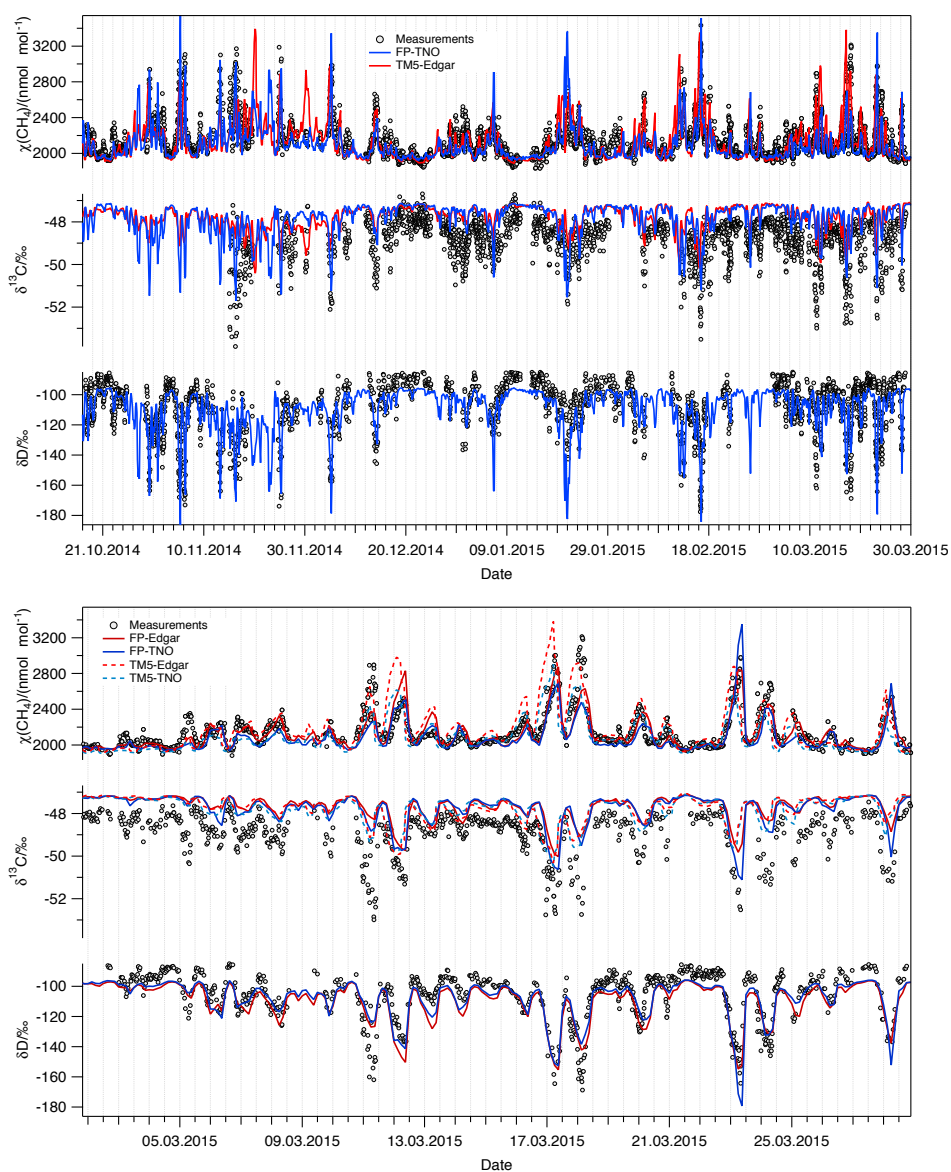 3200
2800
2400
2000
χ(CH₄)/(nmol mol⁻¹)
Measurements
FP-TNO
TM5-Edgar
-48
-50
-52
δ¹³C/‰
-100
-120
-140
-160
-180
δD/‰
21.10.2014 10.11.2014 30.11.2014 20.12.2014 09.01.2015 29.01.2015 18.02.2015 10.03.2015 30.03.2015
Date
3200
2800
2400
2000
χ(CH₄)/(nmol mol⁻¹)
Measurements
FP-Edgar
FP-TNO
TM5-Edgar
TM5-TNO
-48
-50
-52
δ¹³C/‰
-100
-120
-140
-160
-180
δD/‰
05.03.2015 09.03.2015 13.03.2015 17.03.2015 21.03.2015 25.03.2015
Date